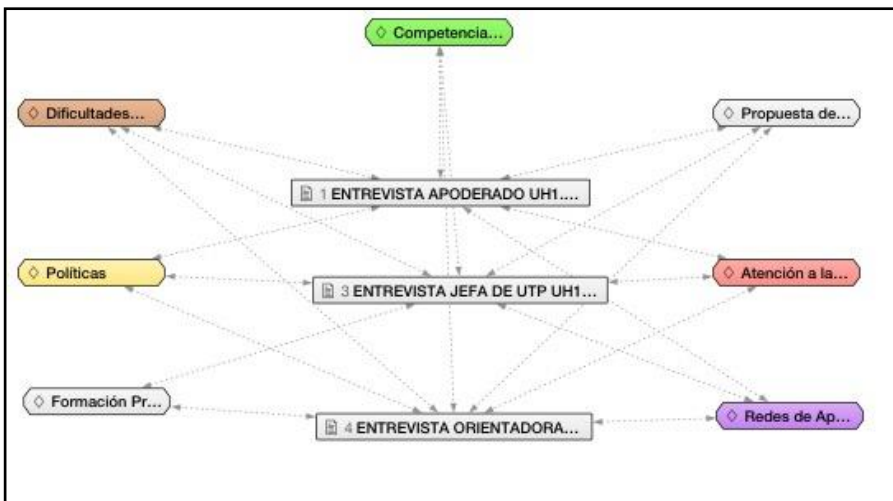 Competencia...
Dificultades...
Propuesta de...
1 ENTREVISTA APODERADO UH1....
Políticas
Atención a la...
3 ENTREVISTA JEFA DE UTP UH1...
Formación Pr...
Redes de Ap...
4 ENTREVISTA ORIENTADORA...